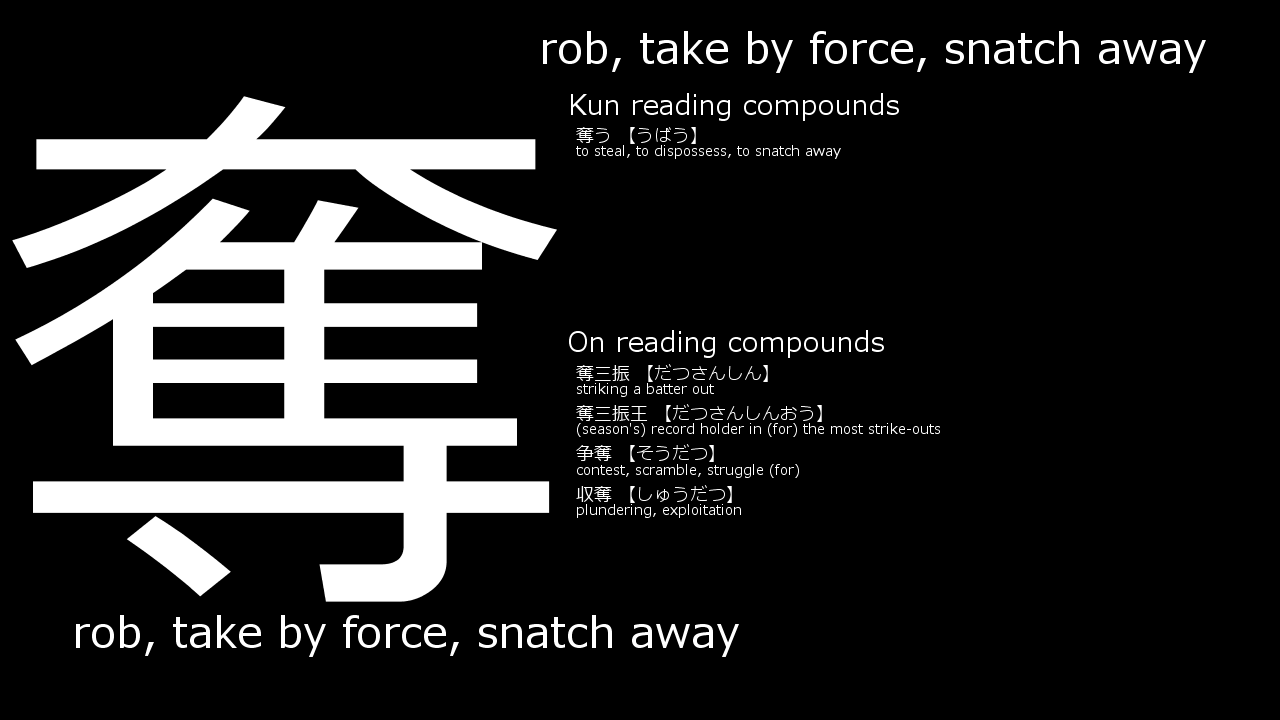 rob, take by force, snatch away
奪
Kun reading compounds
奪う 【うばう】
to steal, to dispossess, to snatch away
On reading compounds
奪三振 【だつさんしん】
striking a batter out
奪三振王 【だつさんしんおう】
(season's) record holder in (for) the most strike-outs
争奪 【そうだつ】
contest, scramble, struggle (for)
収奪 【しゅうだつ】
plundering, exploitation
rob, take by force, snatch away